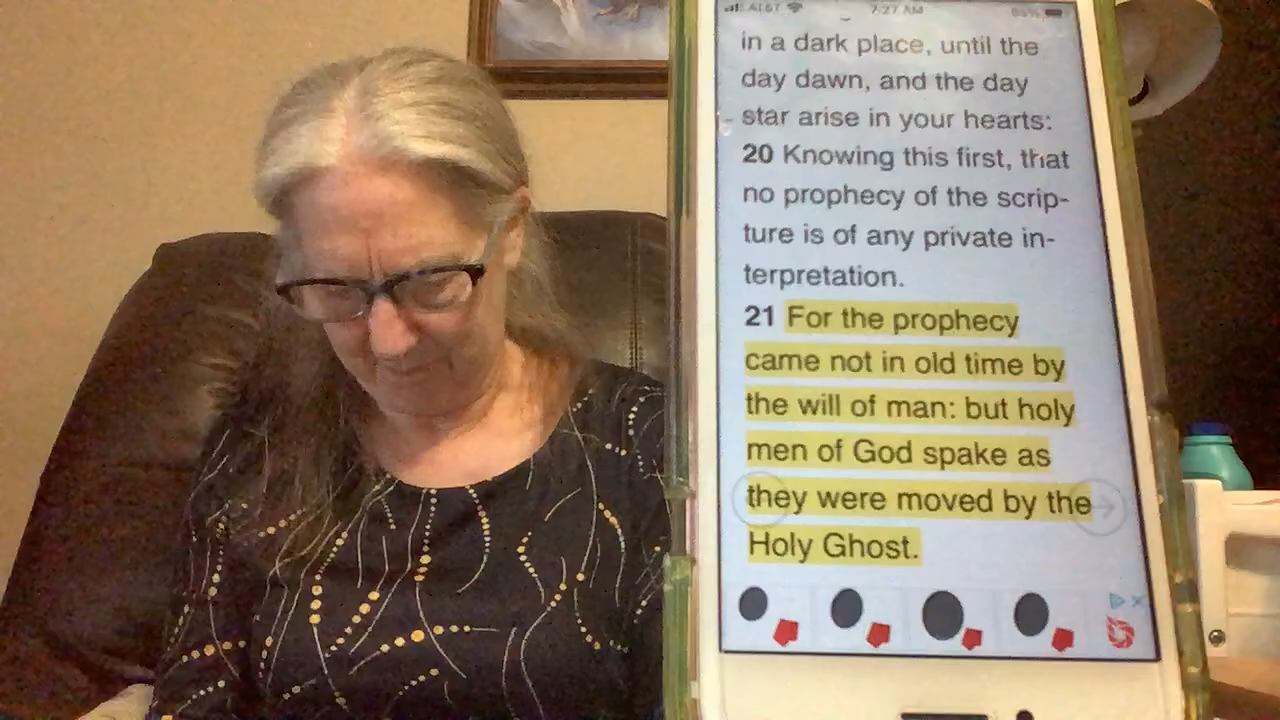 AT&T 7:27 AM
in a dark place, until the
day dawn, and the day
star arise in your hearts:
20 Knowing this first, that
no prophecy of the scrip-
ture is of any private in-
terpretation.
21 For the prophecy
came not in old time by
the will of man: but holy
men of God spake as
they were moved by the
Holy Ghost.